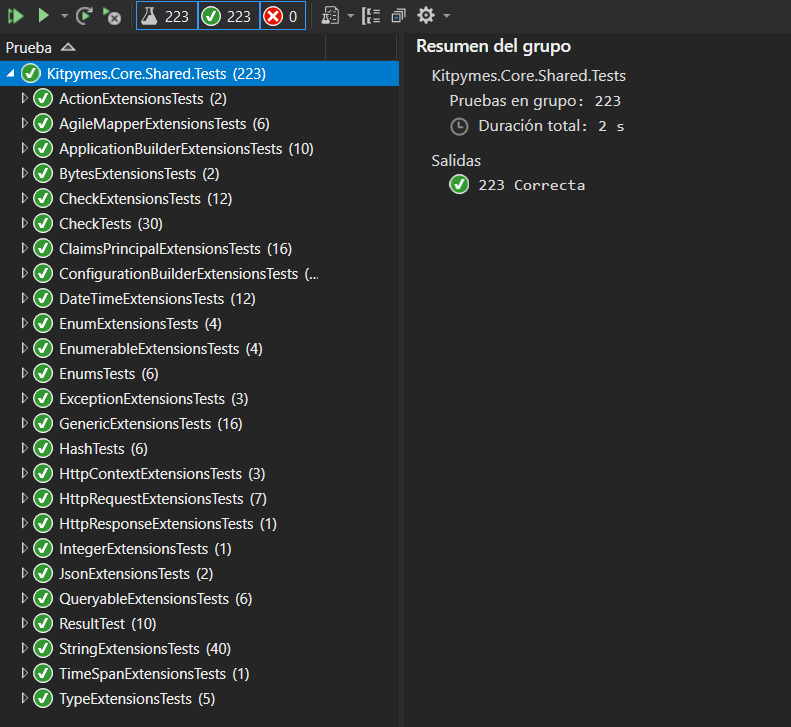 223 223 0
Prueba
Kitpymes.Core.Shared.Tests (223)
ActionExtensionsTests (2)
AgileMapperExtensionsTests (6)
ApplicationBuilderExtensionsTests (10)
BytesExtensionsTests (2)
CheckExtensionsTests (12)
CheckTests (30)
ClaimsPrincipalExtensionsTests (16)
ConfigurationBuilderExtensionsTests (...
DateTimeExtensionsTests (12)
EnumExtensionsTests (4)
EnumerableExtensionsTests (4)
EnumsTests (6)
ExceptionExtensionsTests (3)
GenericExtensionsTests (16)
HashTests (6)
HttpContextExtensionsTests (3)
HttpRequestExtensionsTests (7)
HttpResponseExtensionsTests (1)
IntegerExtensionsTests (1)
JsonExtensionsTests (2)
QueryableExtensionsTests (6)
ResultTest (10)
StringExtensionsTests (40)
TimeSpanExtensionsTests (1)
TypeExtensionsTests (5)
Resumen del grupo
Kitpymes.Core.Shared.Tests
Pruebas en grupo: 223
Duración total: 2 s
Salidas
223 Correcta